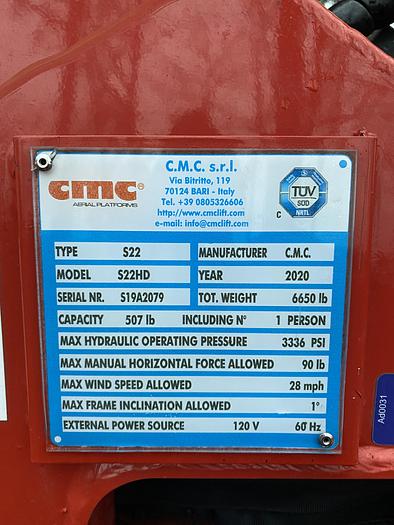 C.M.C. s.r.l.
Via Bitritto, 119
70124 BARI - Italy
Tel. +39 0805326606
http://www.cmclift.com
e-mail: info@cmclift.com
cmc®
AERIAL PLATFORMS
TÜV
SÜD
C NRTL
TYPE S22 MANUFACTURER C.M.C.
MODEL S22HD YEAR 2020
SERIAL NR. S19A2079 TOT. WEIGHT 6650 lb
CAPACITY 507 lb INCLUDING N° 1 PERSON
MAX HYDRAULIC OPERATING PRESSURE 3336 PSI
MAX MANUAL HORIZONTAL FORCE ALLOWED 90 lb
MAX WIND SPEED ALLOWED 28 mph
MAX FRAME INCLINATION ALLOWED 1°
EXTERNAL POWER SOURCE 120 V 60 Hz
Ad0031